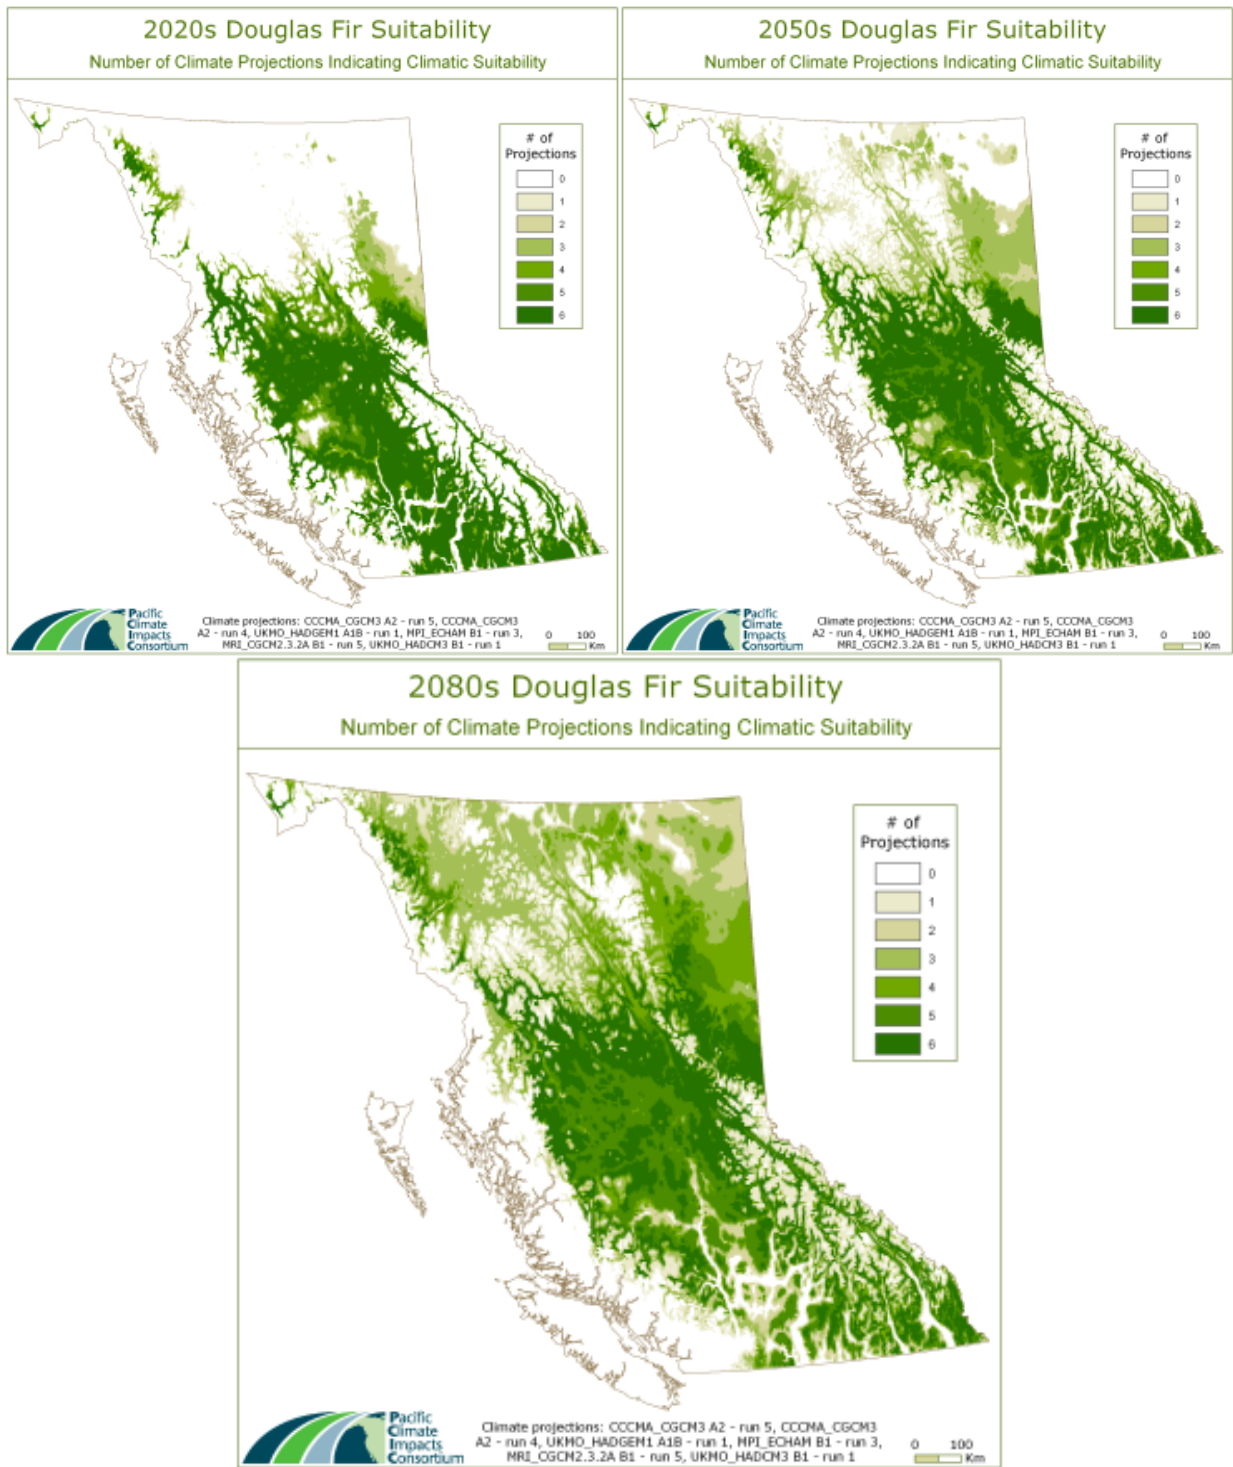 2020s Douglas Fir Suitability
Number of Climate Projections Indicating Climatic Suitability
# of
Projections
0
1
2
3
4
5
6
Pacific
Climate
Impacts
Consortium
Climate projections: CCCMA_CGCM3 A2 - run 5, CCCMA_CGCM3
A2 - run 4, UKMO_HADGEM1 A1B - run 1, MPI_ECHAM B1 - run 3,
MRI_CGCM2.3.2A B1 - run 5, UKMO_HADCM3 B1 - run 1
0 100
Km
2050s Douglas Fir Suitability
Number of Climate Projections Indicating Climatic Suitability
# of
Projections
0
1
2
3
4
5
6
Pacific
Climate
Impacts
Consortium
Climate projections: CCCMA_CGCM3 A2 - run 5, CCCMA_CGCM3
A2 - run 4, UKMO_HADGEM1 A1B - run 1, MPI_ECHAM B1 - run 3,
MRI_CGCM2.3.2A B1 - run 5, UKMO_HADCM3 B1 - run 1
0 100
Km
2080s Douglas Fir Suitability
Number of Climate Projections Indicating Climatic Suitability
# of
Projections
0
1
2
3
4
5
6
Pacific
Climate
Impacts
Consortium
Climate projections: CCCMA_CGCM3 A2 - run 5, CCCMA_CGCM3
A2 - run 4, UKMO_HADGEM1 A1B - run 1, MPI_ECHAM B1 - run 3,
MRI_CGCM2.3.2A B1 - run 5, UKMO_HADCM3 B1 - run 1
0 100
Km